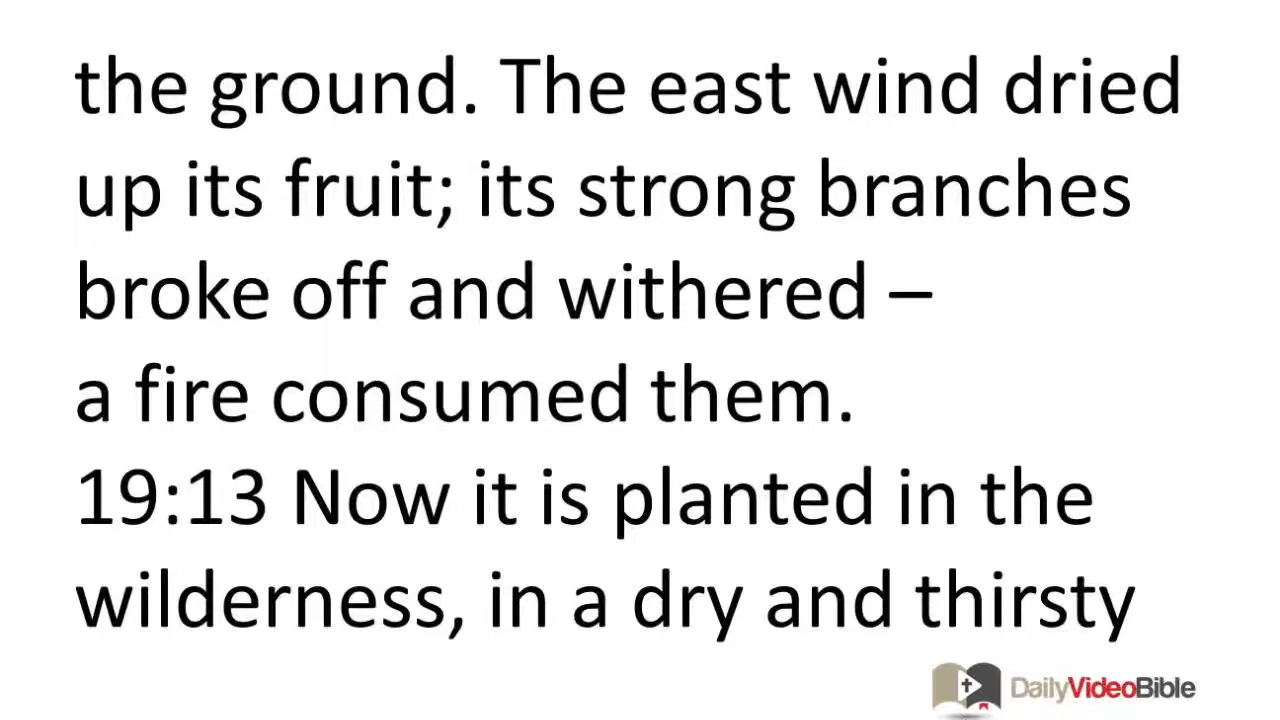 the ground. The east wind dried
up its fruit; its strong branches
broke off and withered –
a fire consumed them.
19:13 Now it is planted in the
wilderness, in a dry and thirsty
DailyVideoBible